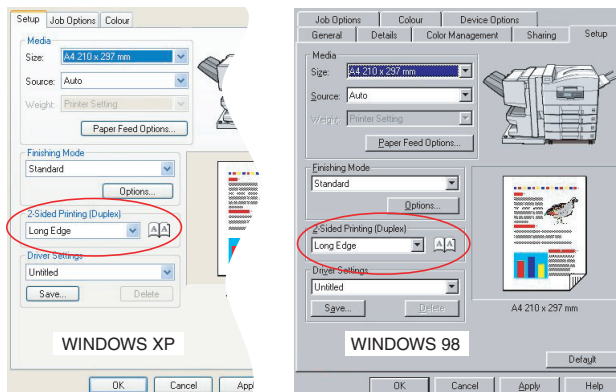 Setup Job Options Colour
Media
Size: A4 210 x 297 mm
Source: Auto
Weight: Printer Setting
Paper Feed Options...
Finishing Mode
Standard
Options...
2-Sided Printing (Duplex)
Long Edge
Driver Settings
Untitled
Save... Delete
WINDOWS XP
OK Cancel Appl
Job Options Colour Device Options
General Details Color Management Sharing Setup
Media
Size: A4 210 x 297 mm
Source: Auto
Weight: Printer Setting
Paper Feed Options...
Finishing Mode
Standard
Options...
2-Sided Printing (Duplex)
Long Edge
Driver Settings
Untitled
Save... Delete
A4 210 x 297 mm
WINDOWS 98
Default
OK Cancel Apply Help